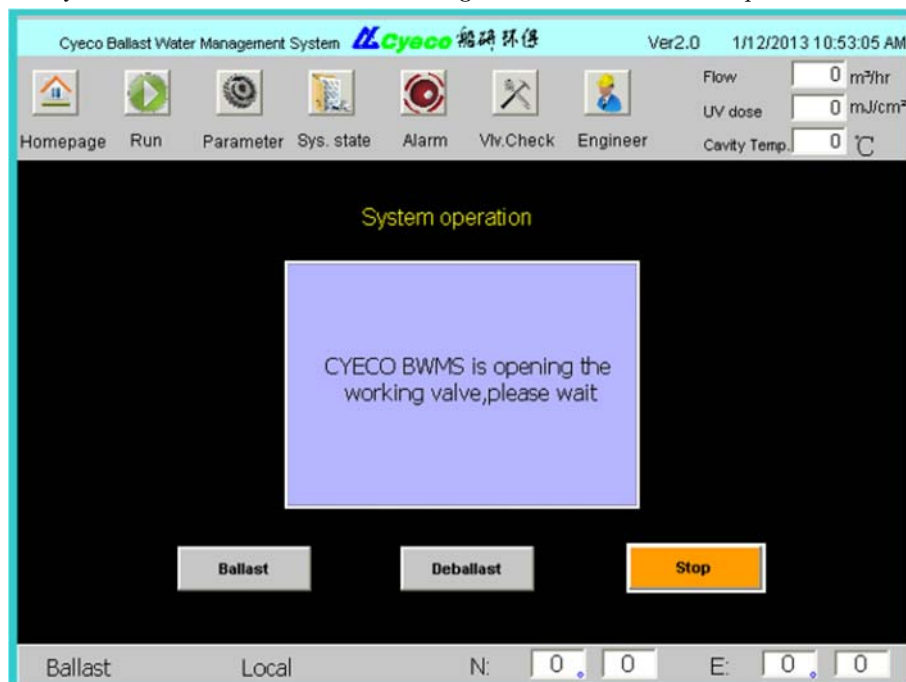 Cyeco Ballast Water Management System Cyeco 船碕环保 Ver2.0 1/12/2013 10:53:05 AM
Flow 0 m³/hr
UV dose 0 mJ/cm²
Cavity Temp. 0 ℃
Homepage Run Parameter Sys. state Alarm Vlv.Check Engineer
System operation
CYECO BWMS is opening the
working valve,please wait
Ballast Deballast Stop
Ballast Local N: 0 。 0 E: 0 。 0